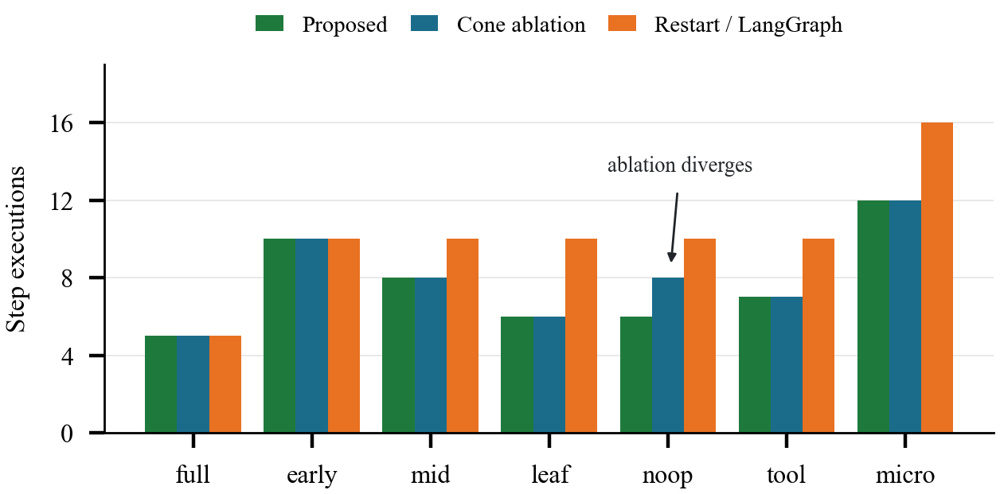 Proposed Cone ablation Restart / LangGraph
Step executions
16
12
8
4
0
ablation diverges
full early mid leaf noop tool micro